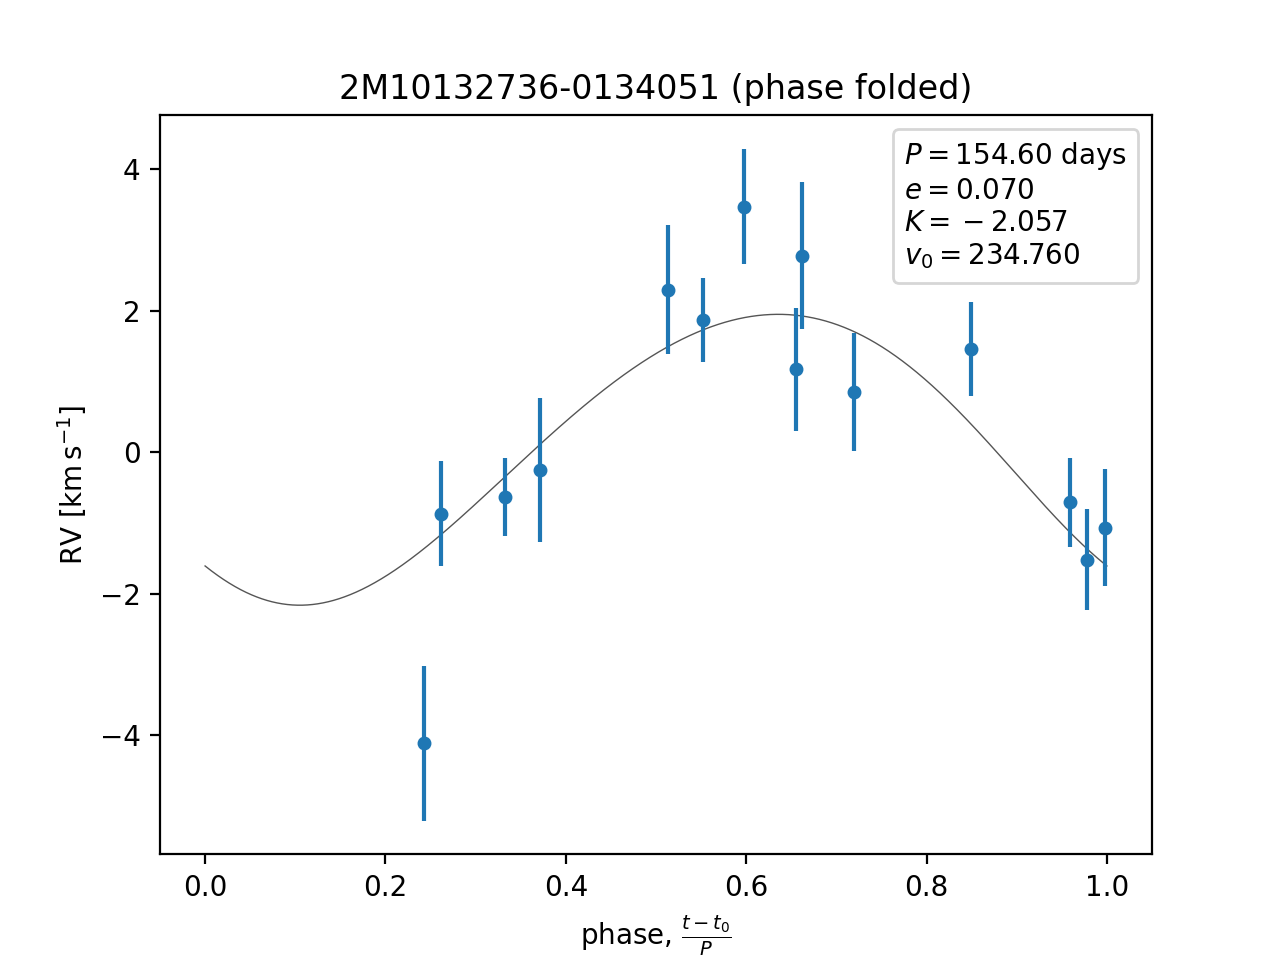 2M10132736-0134051 (phase folded)
P = 154.60 days
e = 0.070
K = −2.057
v₀ = 234.760
4
2
0
−2
−4
RV [km s⁻¹]
0.0 0.2 0.4 0.6 0.8 1.0
phase, (t − t₀)/P